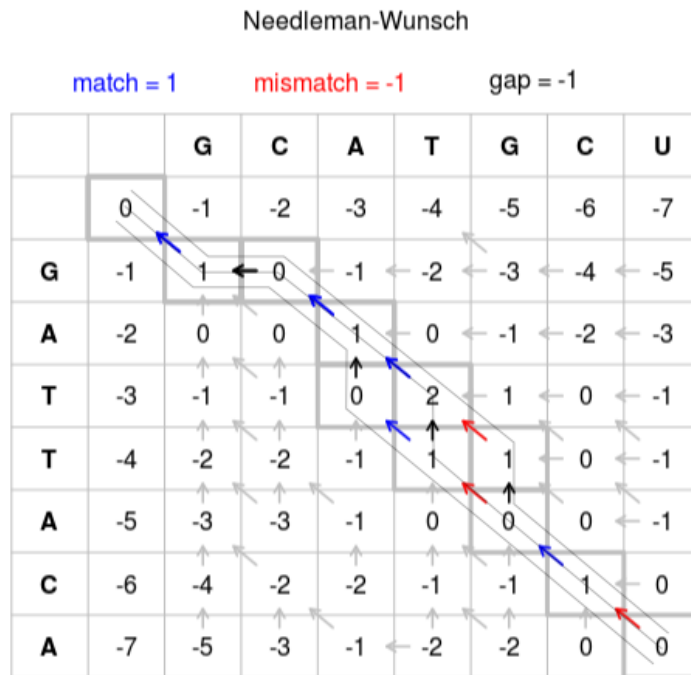 Needleman-Wunsch
match = 1 mismatch = -1 gap = -1
G C A T G C U
0 -1 -2 -3 -4 -5 -6 -7
G -1 1 0 -1 -2 -3 -4 -5
A -2 0 0 1 0 -1 -2 -3
T -3 -1 -1 0 2 1 0 -1
T -4 -2 -2 -1 1 1 0 -1
A -5 -3 -3 -1 0 0 0 -1
C -6 -4 -2 -2 -1 -1 1 0
A -7 -5 -3 -1 -2 -2 0 0